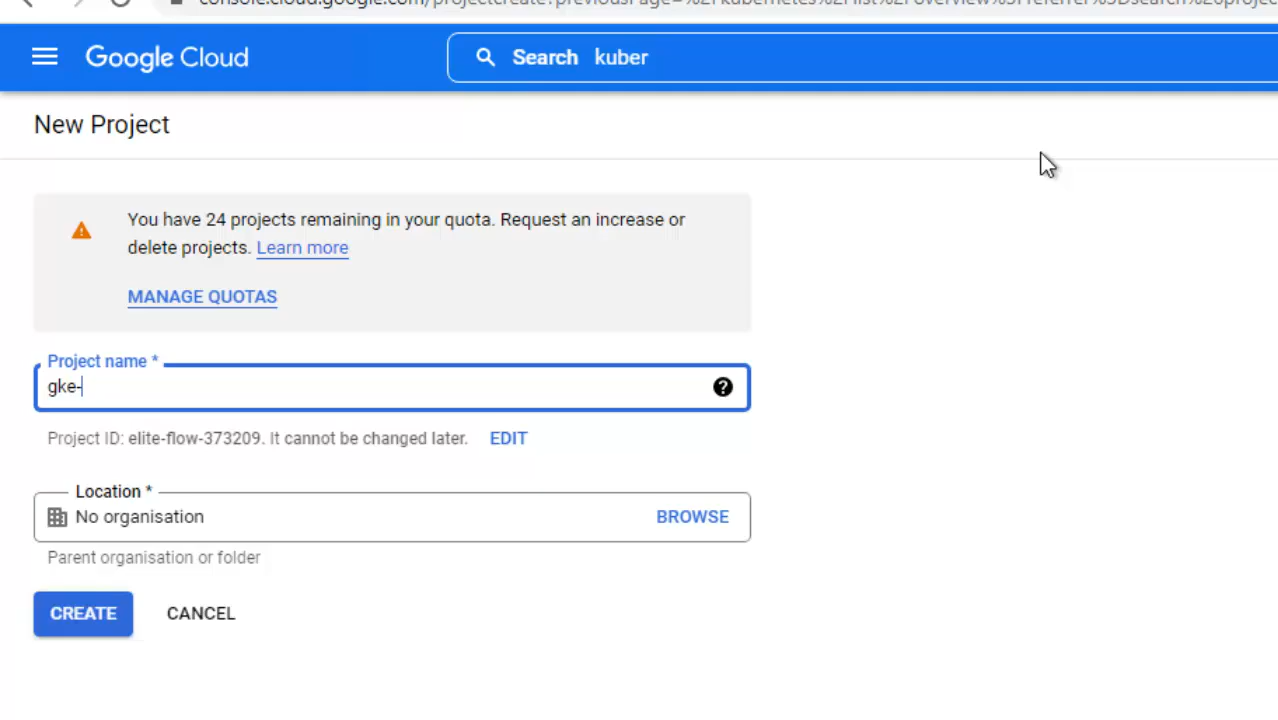 Google Cloud
Search kuber
New Project
You have 24 projects remaining in your quota. Request an increase or
delete projects. Learn more
MANAGE QUOTAS
Project name *
gke-
Project ID: elite-flow-373209. It cannot be changed later. EDIT
Location *
No organisation BROWSE
Parent organisation or folder
CREATE CANCEL